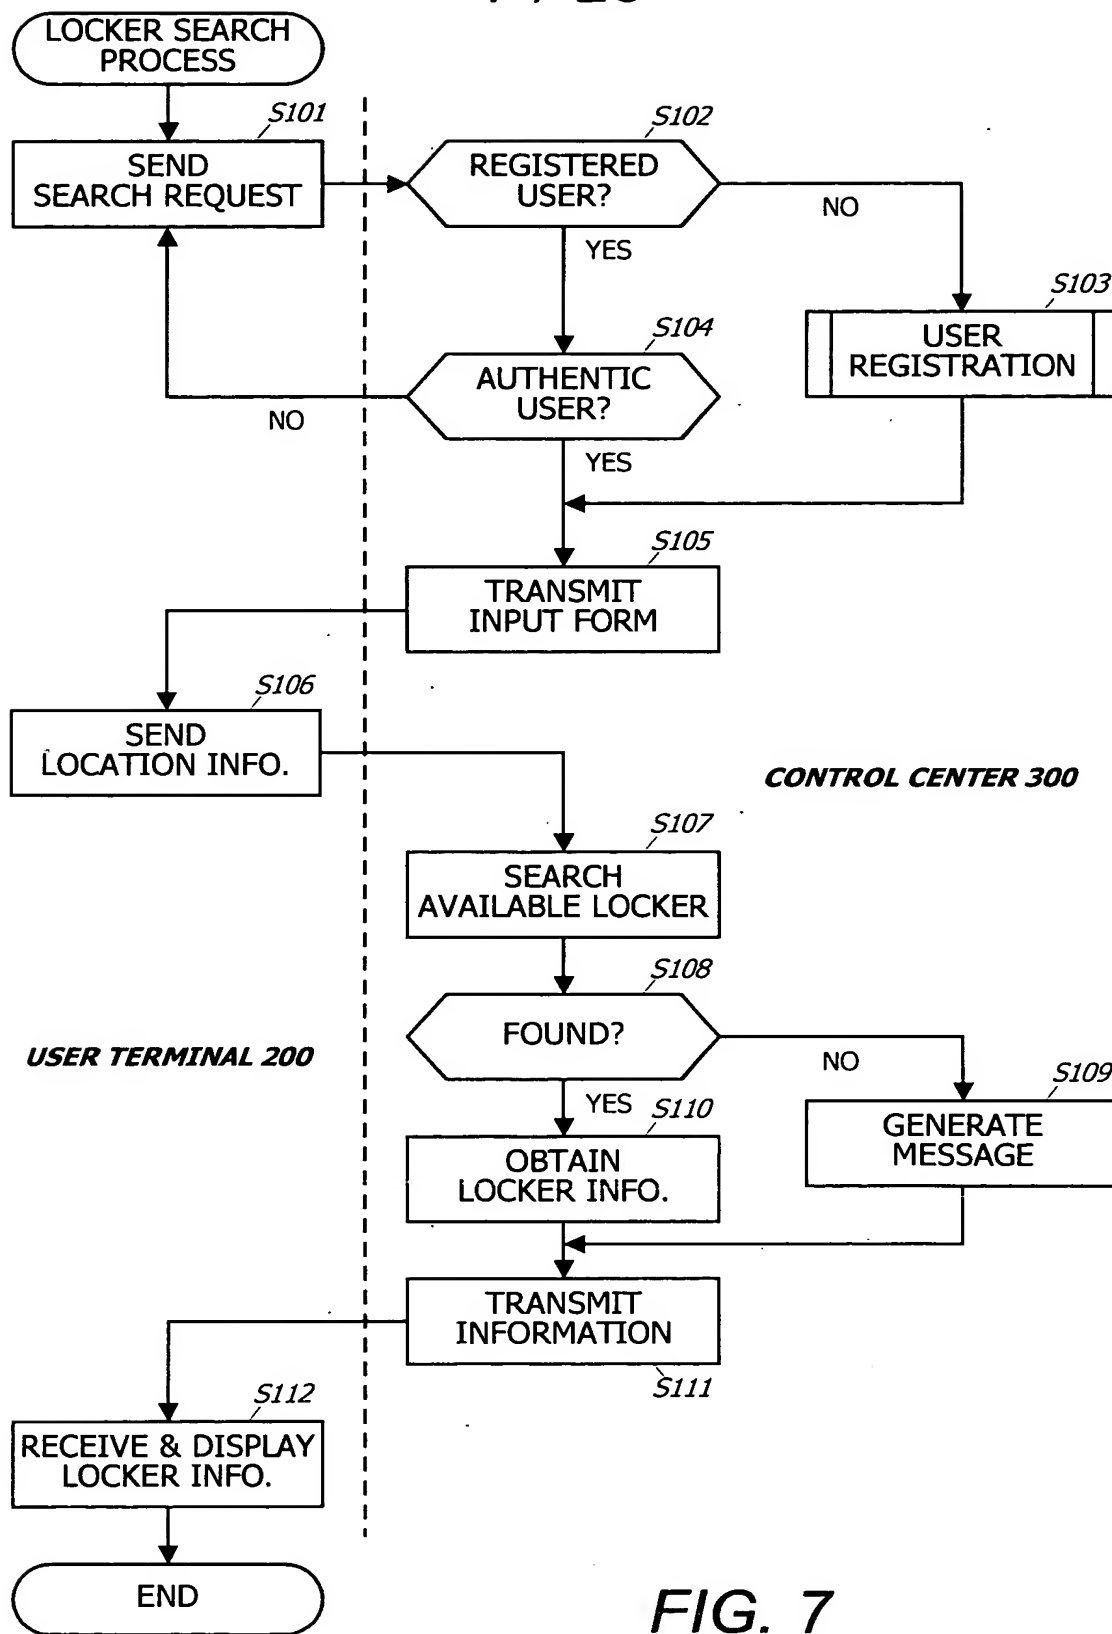 LOCKER SEARCH
PROCESS
S101
SEND
SEARCH REQUEST
S102
REGISTERED
USER?
NO
YES
S103
USER
REGISTRATION
S104
AUTHENTIC
USER?
NO
YES
S105
TRANSMIT
INPUT FORM
S106
SEND
LOCATION INFO.
CONTROL CENTER 300
S107
SEARCH
AVAILABLE LOCKER
S108
FOUND?
USER TERMINAL 200
NO
YES
S109
GENERATE
MESSAGE
S110
OBTAIN
LOCKER INFO.
TRANSMIT
INFORMATION
S111
S112
RECEIVE & DISPLAY
LOCKER INFO.
END
FIG. 7